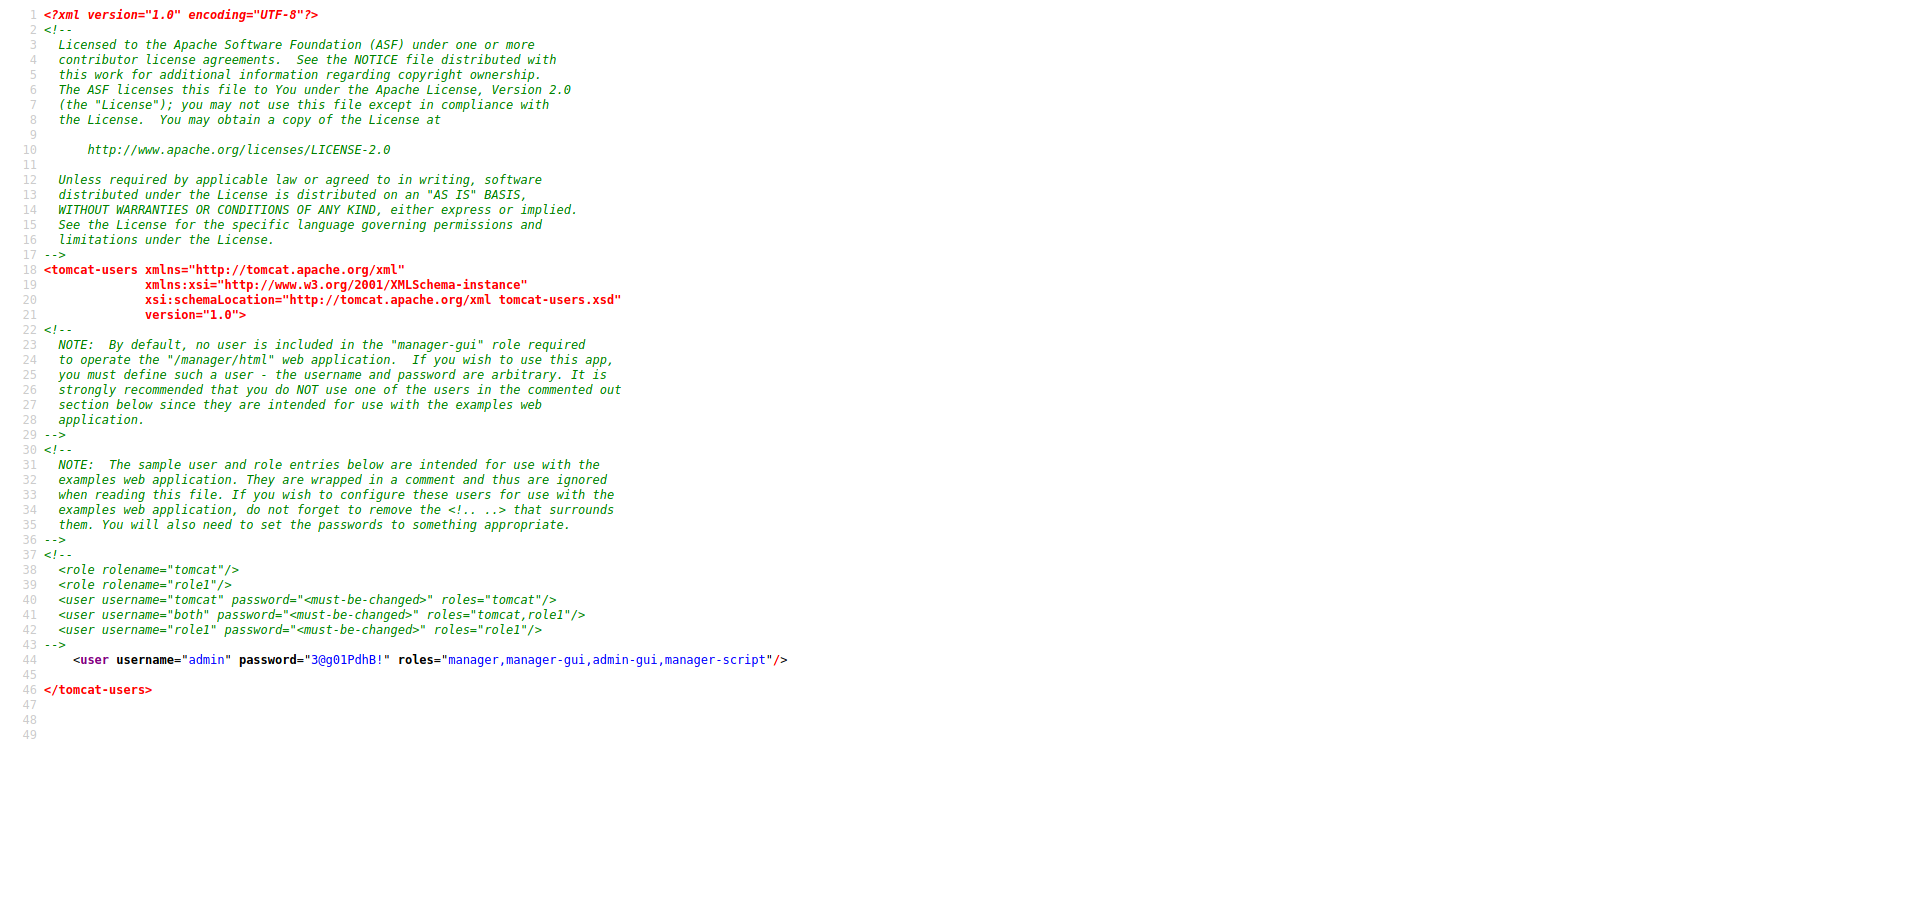 1 <?xml version="1.0" encoding="UTF-8"?>
2 <!--
3   Licensed to the Apache Software Foundation (ASF) under one or more
4   contributor license agreements.  See the NOTICE file distributed with
5   this work for additional information regarding copyright ownership.
6   The ASF licenses this file to You under the Apache License, Version 2.0
7   (the "License"); you may not use this file except in compliance with
8   the License.  You may obtain a copy of the License at
9
10       http://www.apache.org/licenses/LICENSE-2.0
11
12   Unless required by applicable law or agreed to in writing, software
13   distributed under the License is distributed on an "AS IS" BASIS,
14   WITHOUT WARRANTIES OR CONDITIONS OF ANY KIND, either express or implied.
15   See the License for the specific language governing permissions and
16   limitations under the License.
17 -->
18 <tomcat-users xmlns="http://tomcat.apache.org/xml"
19               xmlns:xsi="http://www.w3.org/2001/XMLSchema-instance"
20               xsi:schemaLocation="http://tomcat.apache.org/xml tomcat-users.xsd"
21               version="1.0">
22 <!--
23   NOTE:  By default, no user is included in the "manager-gui" role required
24   to operate the "/manager/html" web application.  If you wish to use this app,
25   you must define such a user - the username and password are arbitrary. It is
26   strongly recommended that you do NOT use one of the users in the commented out
27   section below since they are intended for use with the examples web
28   application.
29 -->
30 <!--
31   NOTE:  The sample user and role entries below are intended for use with the
32   examples web application. They are wrapped in a comment and thus are ignored
33   when reading this file. If you wish to configure these users for use with the
34   examples web application, do not forget to remove the <!.. ..> that surrounds
35   them. You will also need to set the passwords to something appropriate.
36 -->
37 <!--
38   <role rolename="tomcat"/>
39   <role rolename="role1"/>
40   <user username="tomcat" password="<must-be-changed>" roles="tomcat"/>
41   <user username="both" password="<must-be-changed>" roles="tomcat,role1"/>
42   <user username="role1" password="<must-be-changed>" roles="role1"/>
43 -->
44     <user username="admin" password="3@g01PdhB!" roles="manager,manager-gui,admin-gui,manager-script"/>
45
46 </tomcat-users>
47
48
49